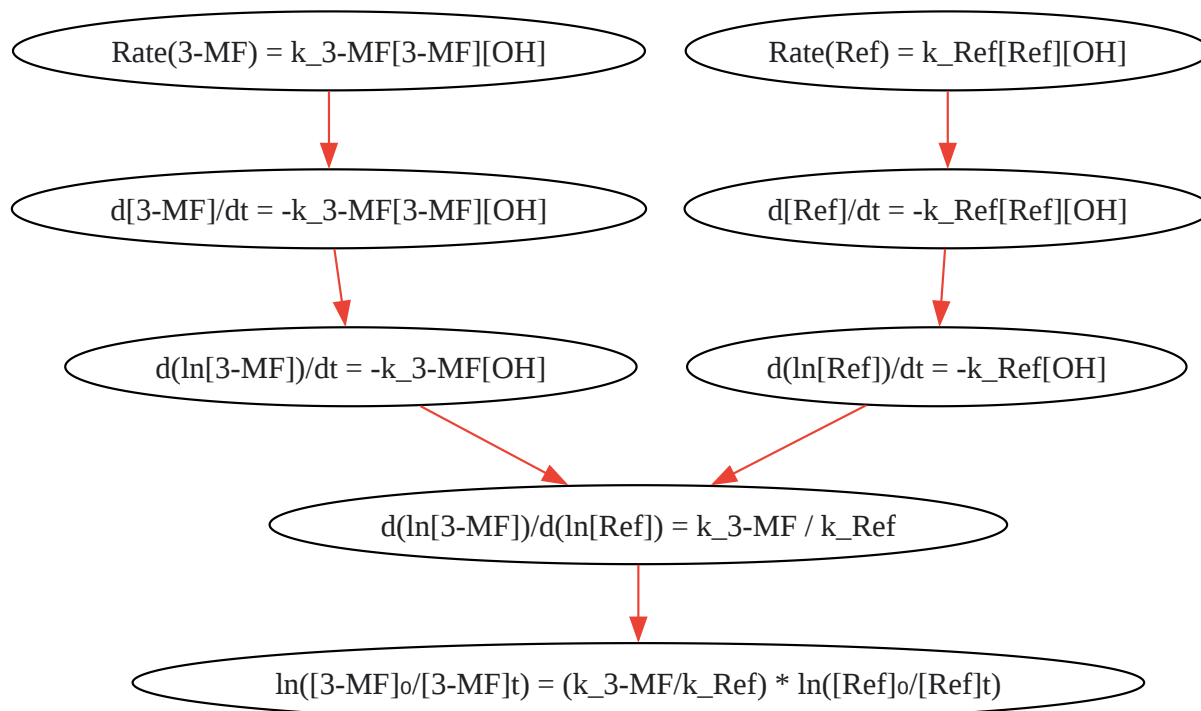 Rate(3-MF) = k_3-MF[3-MF][OH]
Rate(Ref) = k_Ref[Ref][OH]
d[3-MF]/dt = -k_3-MF[3-MF][OH]
d[Ref]/dt = -k_Ref[Ref][OH]
d(ln[3-MF])/dt = -k_3-MF[OH]
d(ln[Ref])/dt = -k_Ref[OH]
d(ln[3-MF])/d(ln[Ref]) = k_3-MF / k_Ref
ln([3-MF]₀/[3-MF]t) = (k_3-MF/k_Ref) * ln([Ref]₀/[Ref]t)